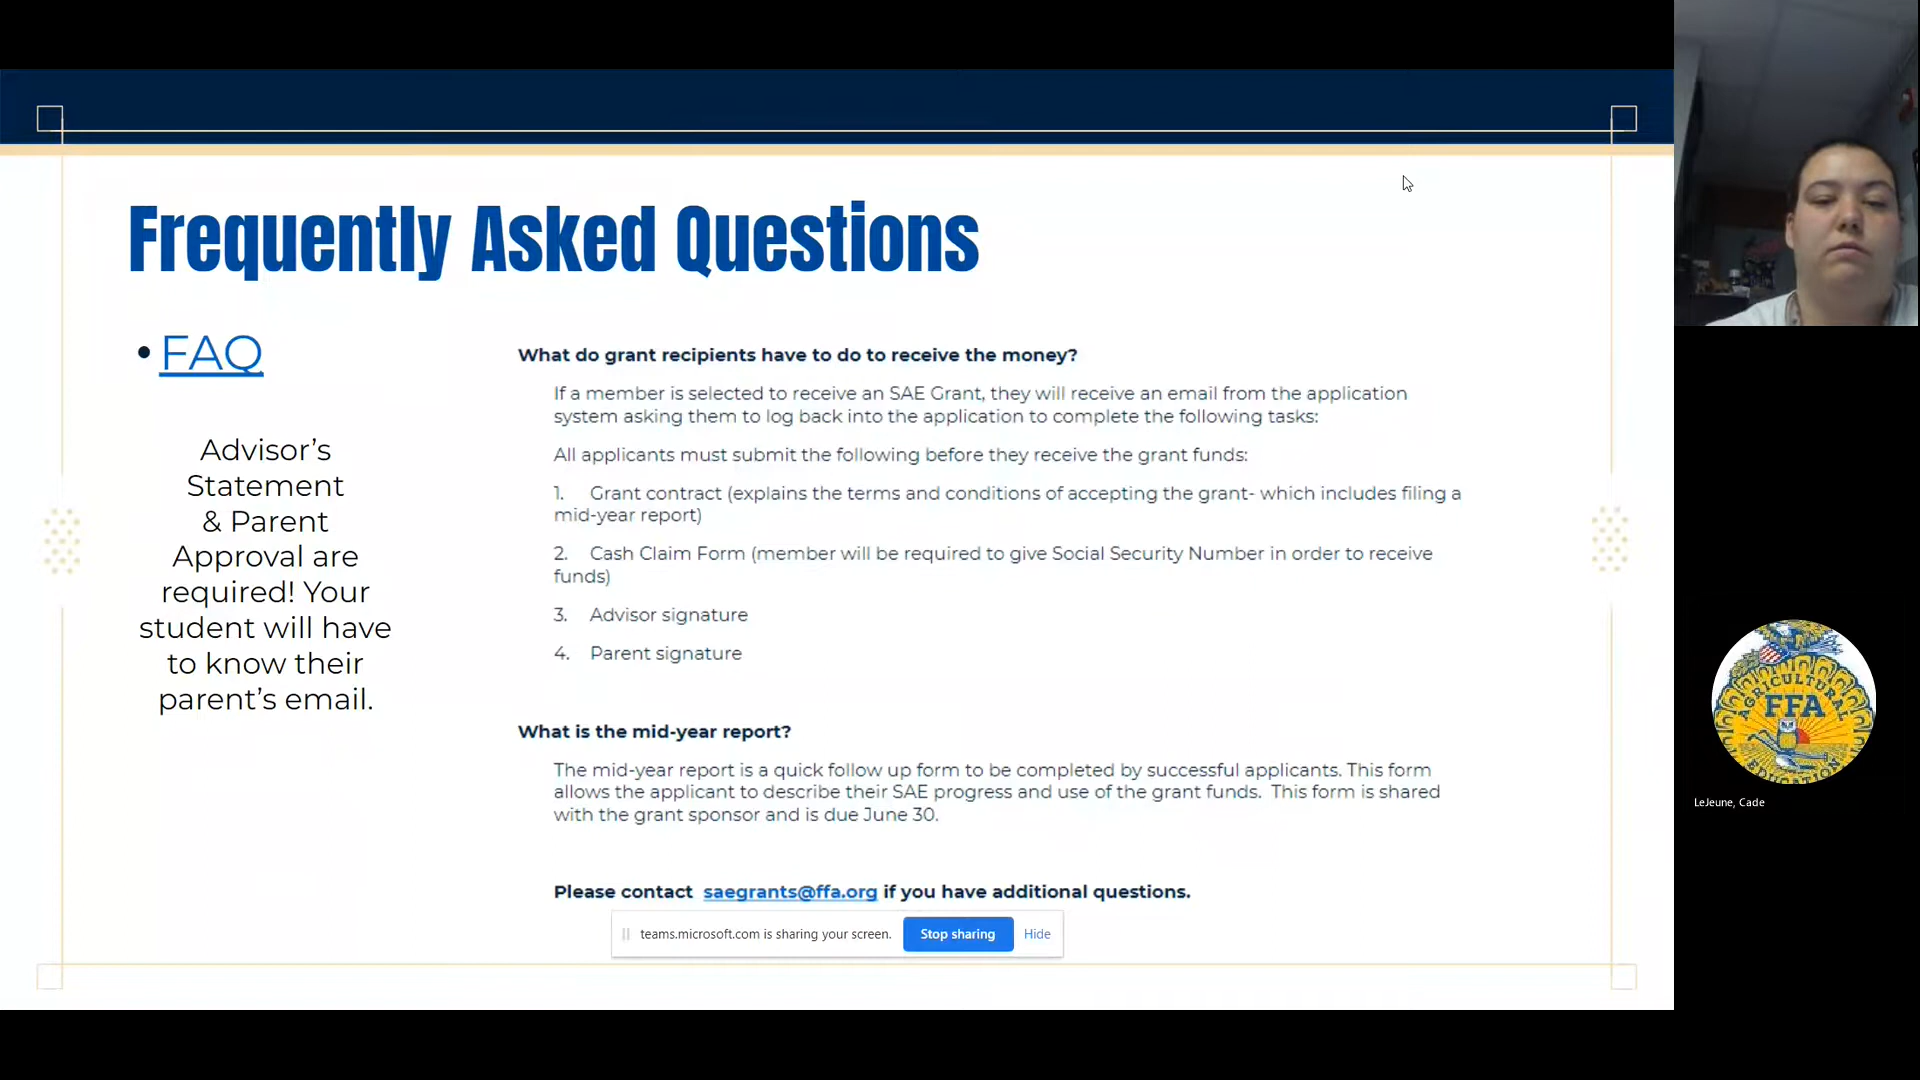 Frequently Asked Questions
• FAQ
Advisor's
Statement
& Parent
Approval are
required! Your
student will have
to know their
parent's email.
What do grant recipients have to do to receive the money?
If a member is selected to receive an SAE Grant, they will receive an email from the application
system asking them to log back into the application to complete the following tasks:
All applicants must submit the following before they receive the grant funds:
1. Grant contract (explains the terms and conditions of accepting the grant- which includes filing a
mid-year report)
2. Cash Claim Form (member will be required to give Social Security Number in order to receive
funds)
3. Advisor signature
4. Parent signature
What is the mid-year report?
The mid-year report is a quick follow up form to be completed by successful applicants. This form
allows the applicant to describe their SAE progress and use of the grant funds. This form is shared
with the grant sponsor and is due June 30.
Please contact saegrants@ffa.org if you have additional questions.
teams.microsoft.com is sharing your screen. Stop sharing Hide
AGRICULTURAL
FFA
EDUCATION
LeJeune, Cade